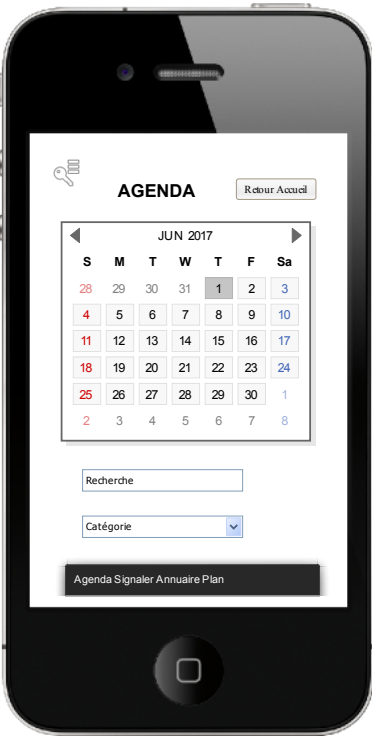 AGENDA
Retour Accueil
JUN 2017
S M T W T F Sa
28 29 30 31 1 2 3
4 5 6 7 8 9 10
11 12 13 14 15 16 17
18 19 20 21 22 23 24
25 26 27 28 29 30 1
2 3 4 5 6 7 8
Recherche
Catégorie
Agenda Signaler Annuaire Plan